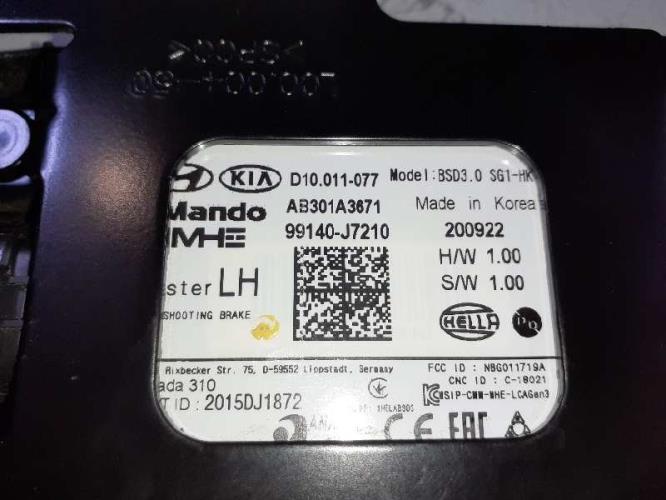 >SPCC<
KIA D10.011-077 Model:BSD3.0 SG1-HK
Mando AB301A3671 Made in Korea
MHE 99140-J7210 200922
ster LH H/W 1.00
S/W 1.00
SHOOTING BRAKE HELLA
Rixbecker Str. 75, D-59552 Lippstadt, Germany FCC ID : NBG011719A
ada 310 CNC ID : C-18021
T ID : 2015DJ1872 MSIP-CMM-MHE-LCAGen3
CE EAC